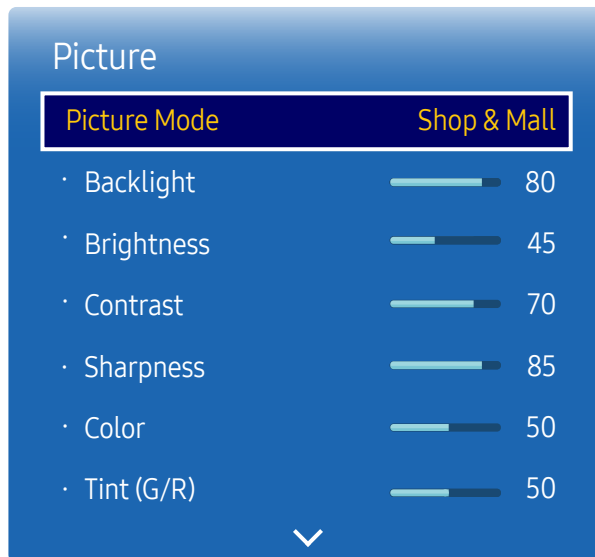 Picture
Picture Mode Shop & Mall
· Backlight 80
· Brightness 45
· Contrast 70
· Sharpness 85
· Color 50
· Tint (G/R) 50